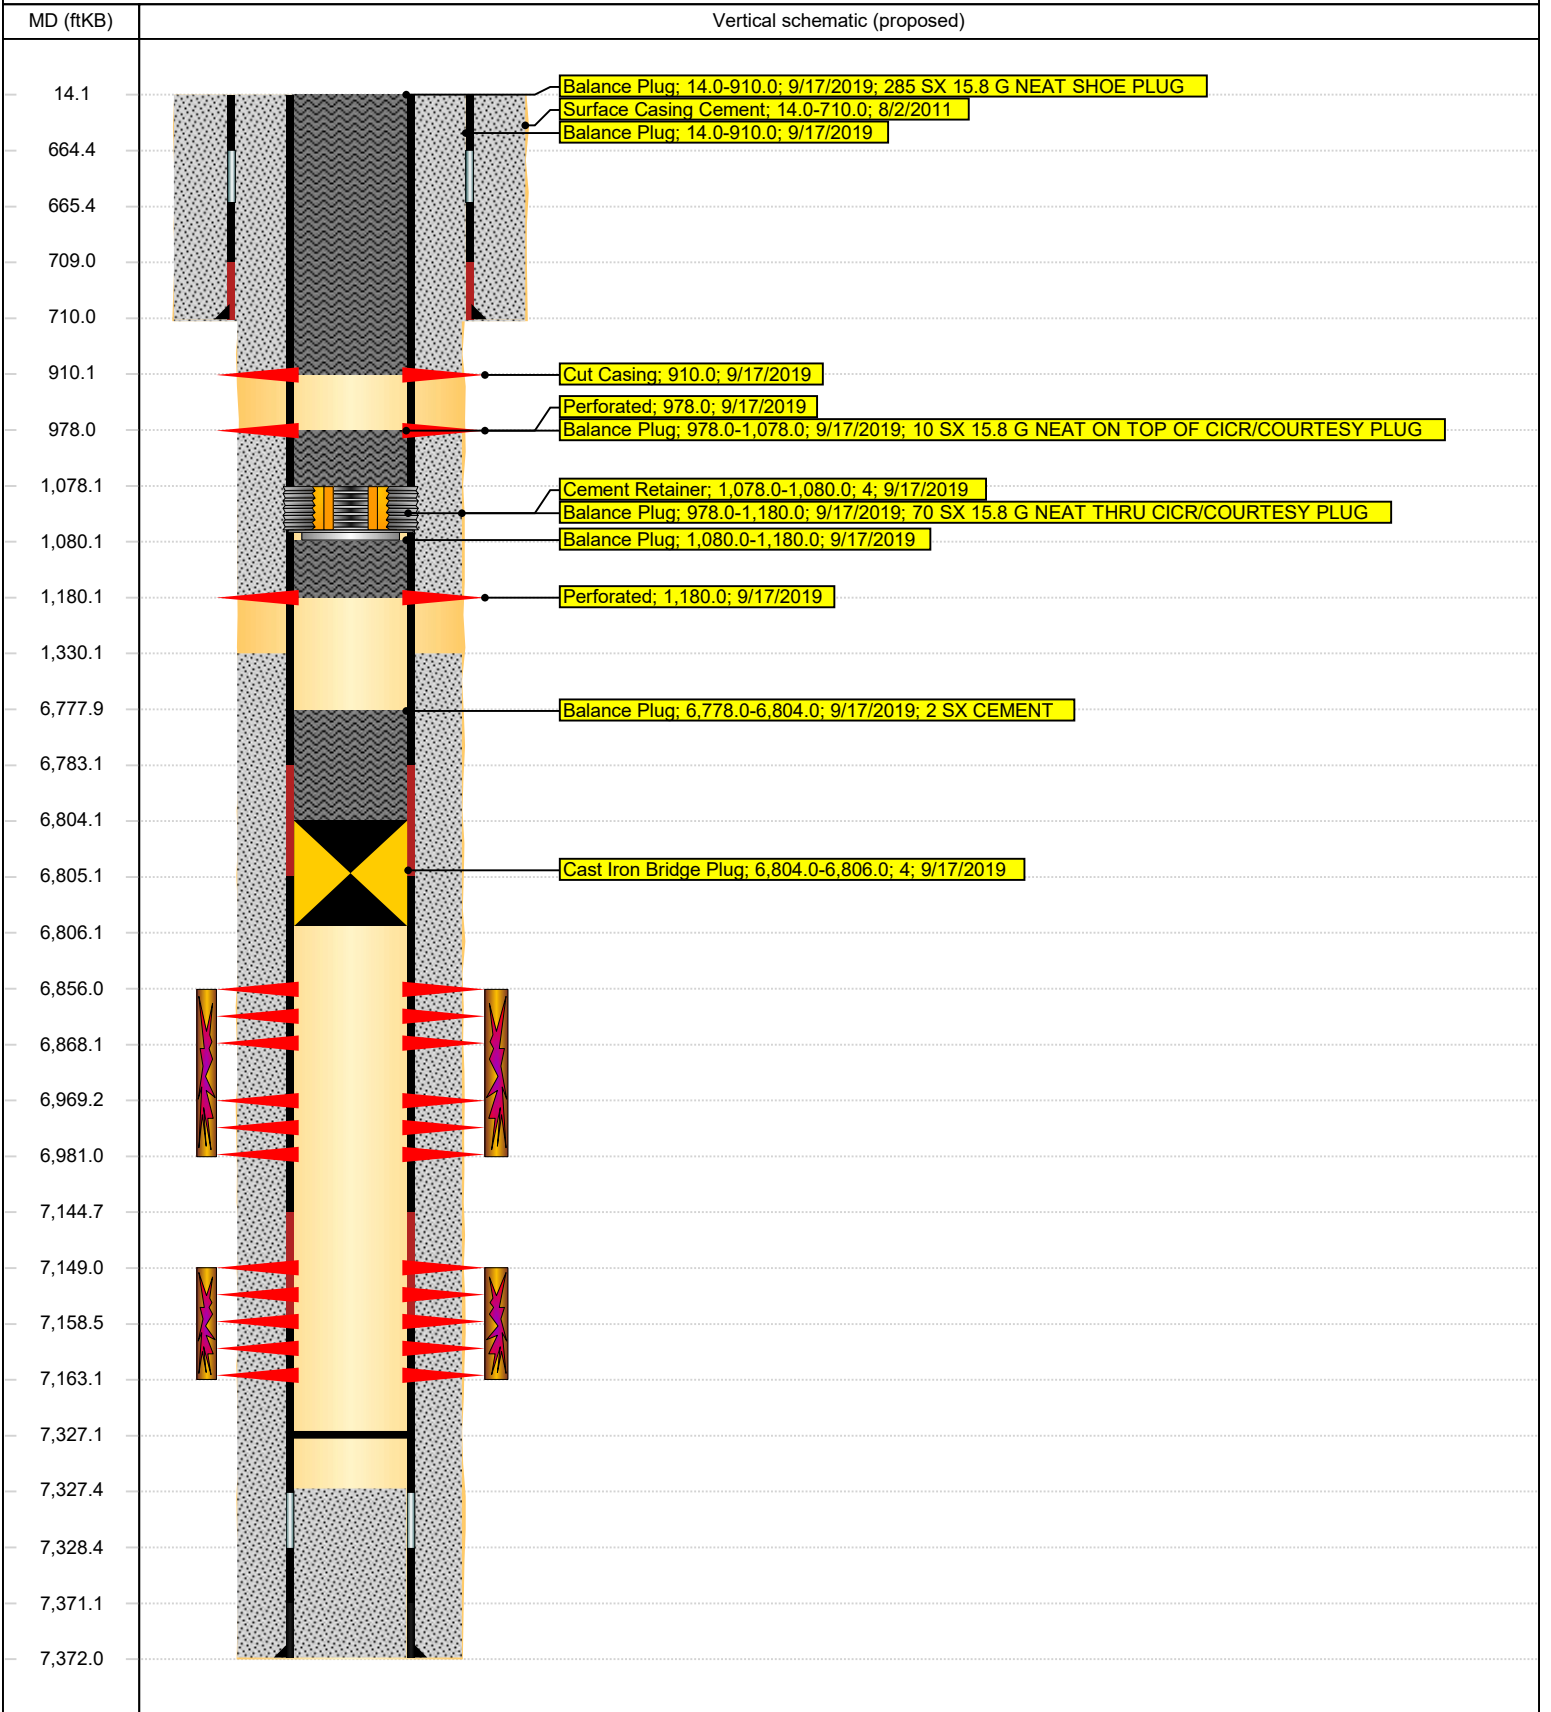 MD (ftKB)
Vertical schematic (proposed)
14.1
Balance Plug; 14.0-910.0; 9/17/2019; 285 SX 15.8 G NEAT SHOE PLUG
Surface Casing Cement; 14.0-710.0; 8/2/2011
Balance Plug; 14.0-910.0; 9/17/2019
664.4
665.4
709.0
710.0
910.1
Cut Casing; 910.0; 9/17/2019
Perforated; 978.0; 9/17/2019
978.0
Balance Plug; 978.0-1,078.0; 9/17/2019; 10 SX 15.8 G NEAT ON TOP OF CICR/COURTESY PLUG
1,078.1
Cement Retainer; 1,078.0-1,080.0; 4; 9/17/2019
Balance Plug; 978.0-1,180.0; 9/17/2019; 70 SX 15.8 G NEAT THRU CICR/COURTESY PLUG
1,080.1
Balance Plug; 1,080.0-1,180.0; 9/17/2019
1,180.1
Perforated; 1,180.0; 9/17/2019
1,330.1
6,777.9
Balance Plug; 6,778.0-6,804.0; 9/17/2019; 2 SX CEMENT
6,783.1
6,804.1
Cast Iron Bridge Plug; 6,804.0-6,806.0; 4; 9/17/2019
6,805.1
6,806.1
6,856.0
6,868.1
6,969.2
6,981.0
7,144.7
7,149.0
7,158.5
7,163.1
7,327.1
7,327.4
7,328.4
7,371.1
7,372.0